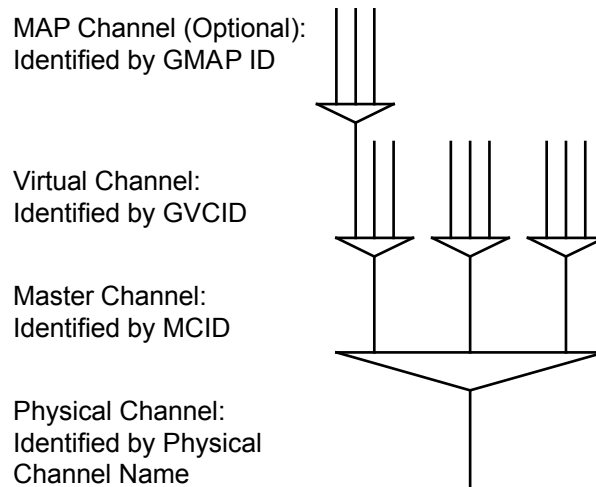 MAP Channel (Optional):
Identified by GMAP ID
Virtual Channel:
Identified by GVCID
Master Channel:
Identified by MCID
Physical Channel:
Identified by Physical
Channel Name